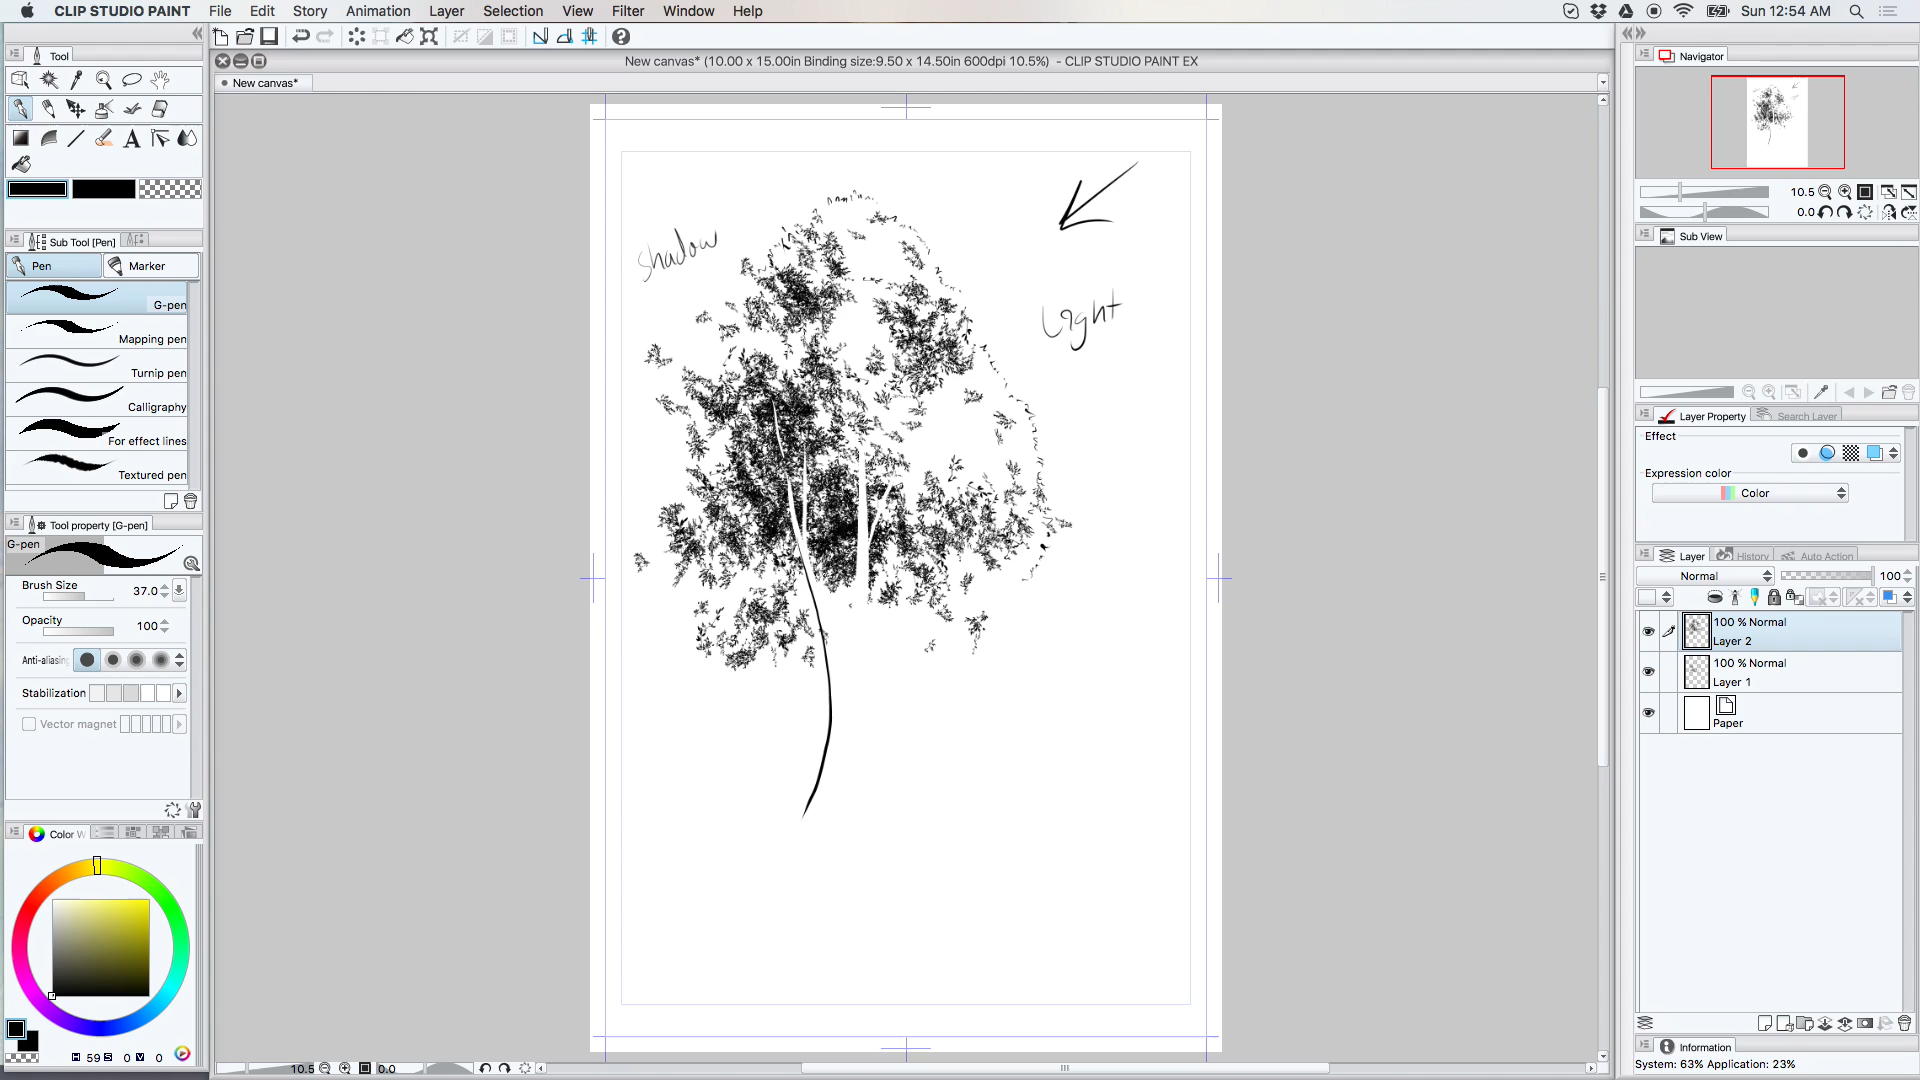 CLIP STUDIO PAINT File Edit Story Animation Layer Selection View Filter Window Help Sun 12:54 AM
New canvas* (10.00 x 15.00in Binding size:9.50 x 14.50in 600dpi 10.5%) - CLIP STUDIO PAINT EX
New canvas*
Tool
Sub Tool [Pen]
Pen Marker
G-pen
Mapping pen
Turnip pen
Calligraphy
For effect lines
Textured pen
Tool property [G-pen]
G-pen
Brush Size 37.0
Opacity 100
Anti-aliasing
Stabilization
Vector magnet
Color W
H 59 S 0 V 0
shadow
Light
10.5 0.0
Navigator
10.5
0.0
Sub View
Layer Property Search Layer
Effect
Expression color
Color
Layer History Auto Action
Normal 100
100 % Normal
Layer 2
100 % Normal
Layer 1
Paper
Information
System: 63% Application: 23%